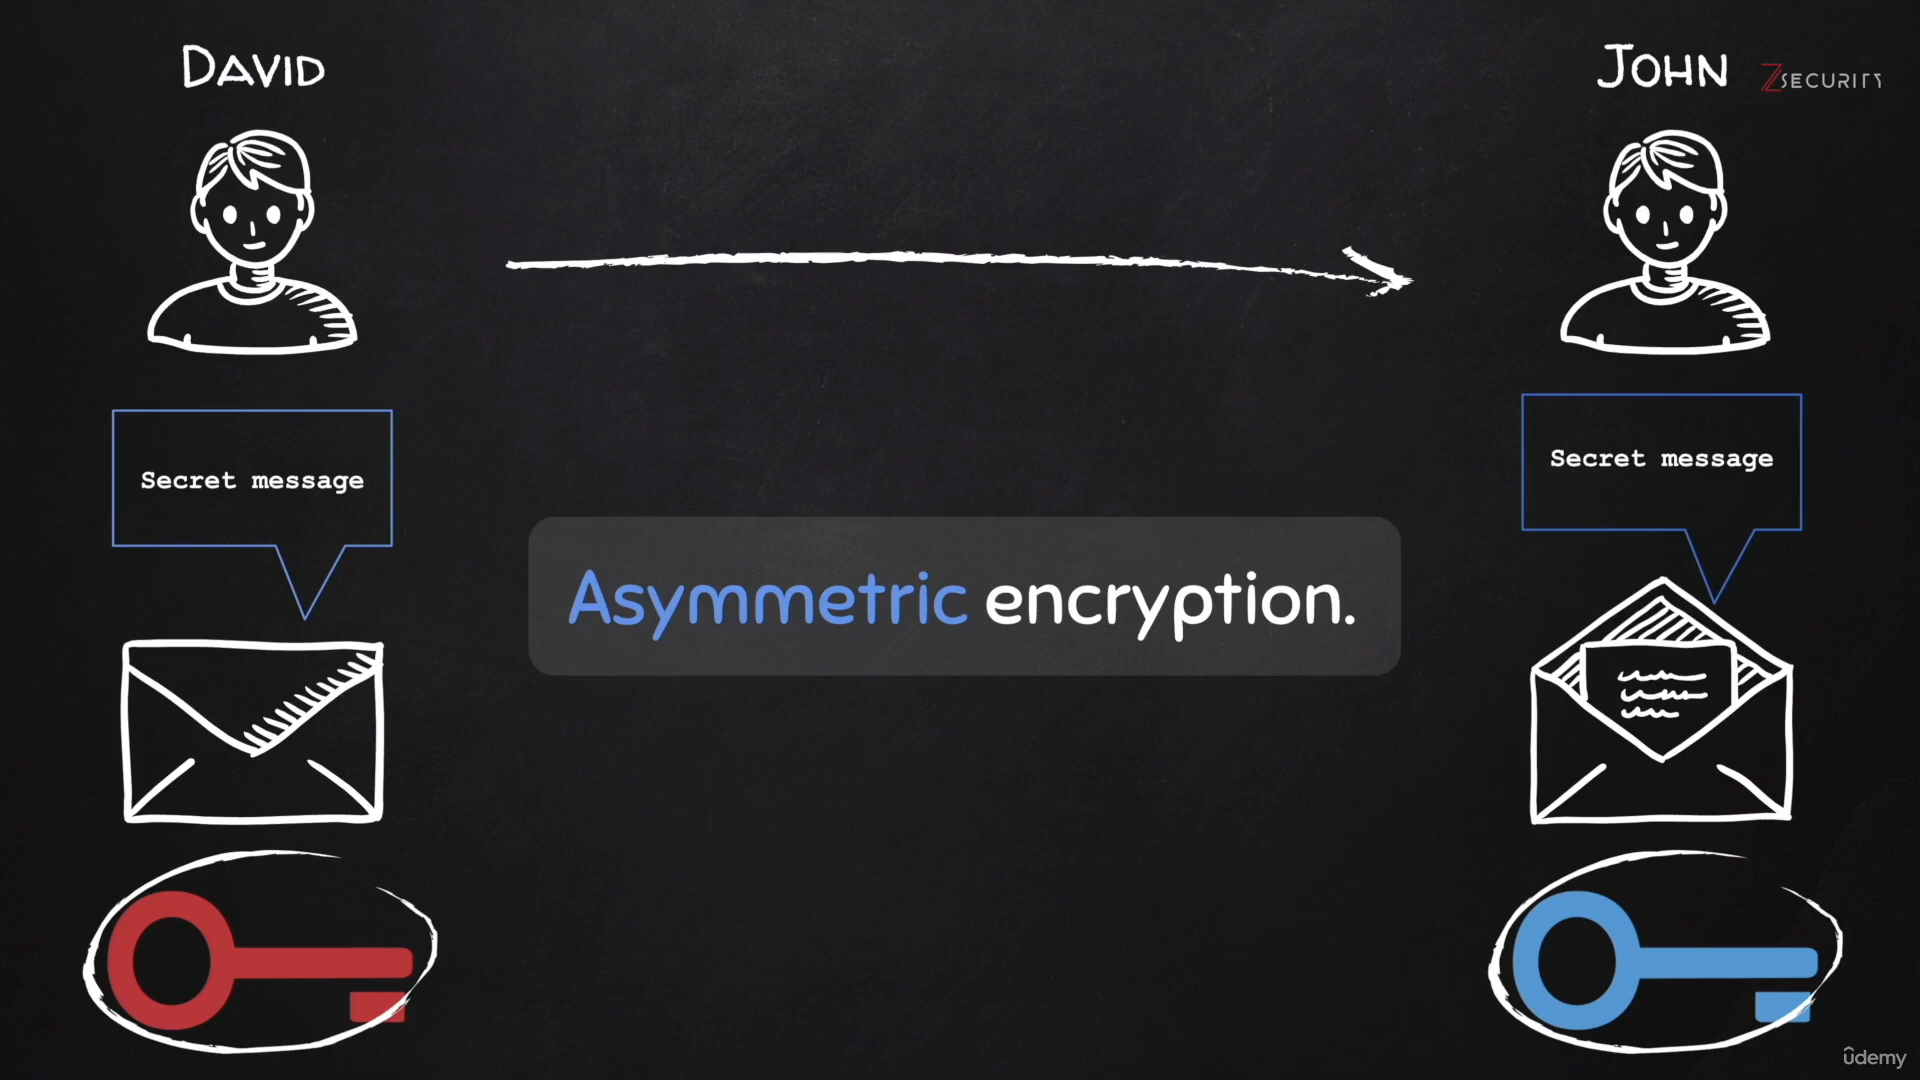 DAVID
JOHN
ZSECURITY
Secret message
Secret message
Asymmetric encryption.
ûdemy